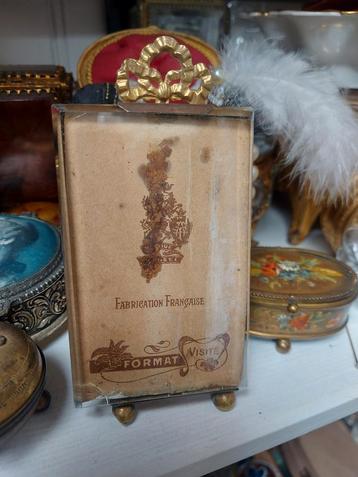 FABRICATION FRANÇAISE
FORMAT VISITE